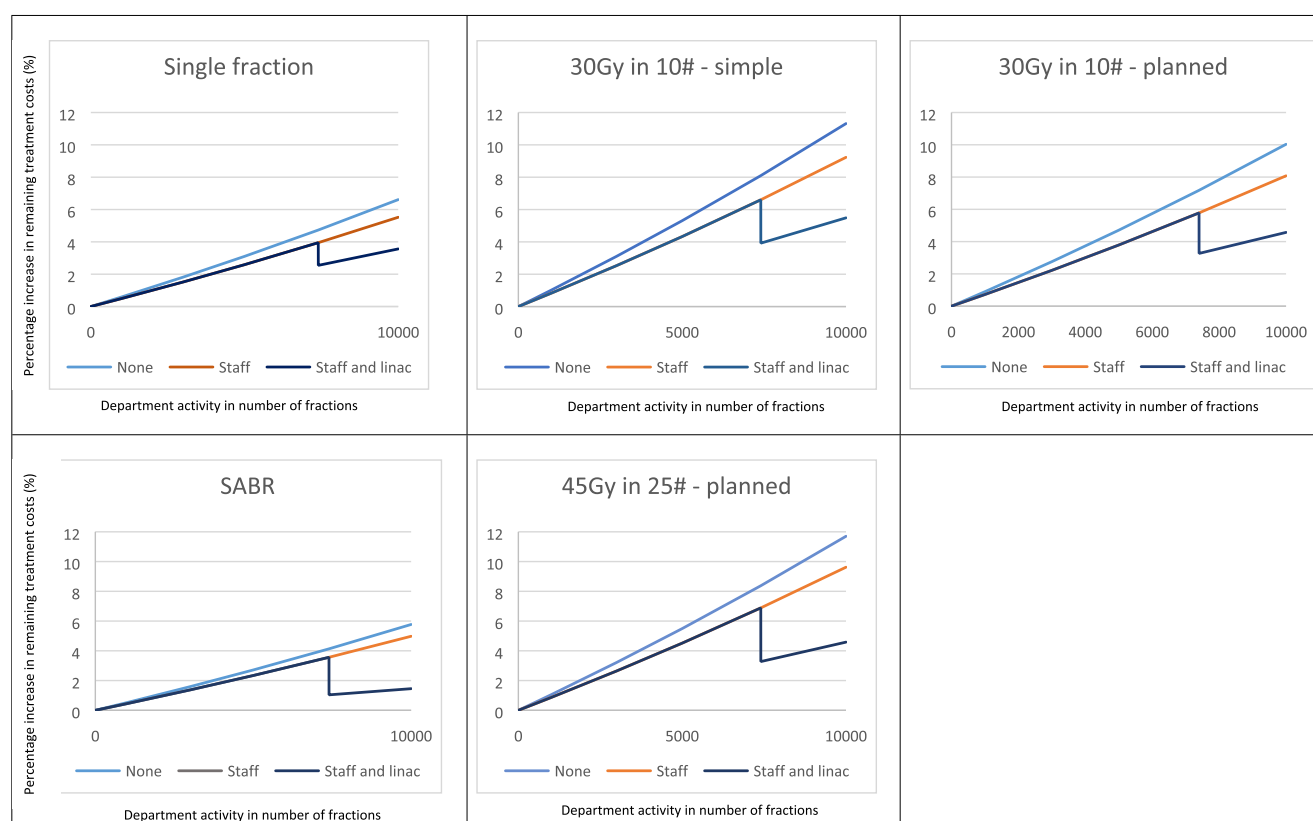 Percentage increase in remaining treatment costs (%)
Single fraction
12
10
8
6
4
2
0
0 10000
None Staff Staff and linac
Department activity in number of fractions
30Gy in 10# - simple
12
10
8
6
4
2
0
0 5000 10000
None Staff Staff and linac
Department activity in number of fractions
30Gy in 10# - planned
12
10
8
6
4
2
0
0 2000 4000 6000 8000 10000
None Staff Staff and linac
Department activity in number of fractions
Percentage increase in remaining treatment costs (%)
SABR
12
10
8
6
4
2
0
0 10000
None Staff Staff and linac
Department activity in number of fractions
45Gy in 25# - planned
12
10
8
6
4
2
0
0 5000 10000
None Staff Staff and linac
Department activity in number of fractions